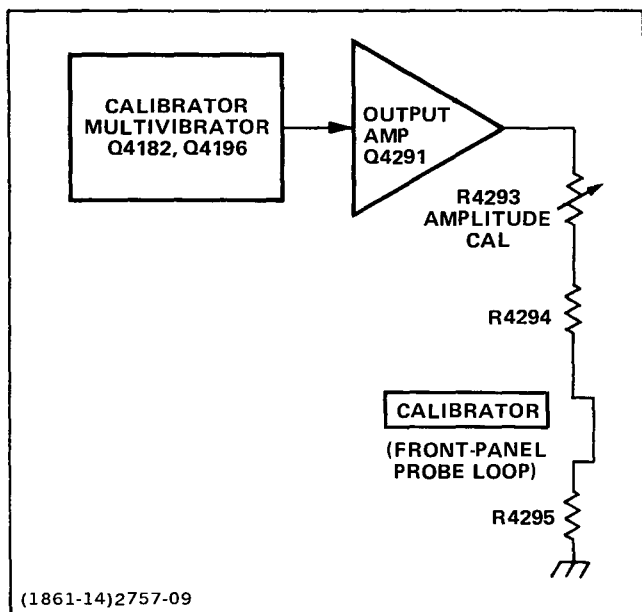 CALIBRATOR
MULTIVIBRATOR
Q4182, Q4196
OUTPUT
AMP
Q4291
R4293
AMPLITUDE
CAL
R4294
CALIBRATOR
(FRONT-PANEL
PROBE LOOP)
R4295
(1861-14)2757-09